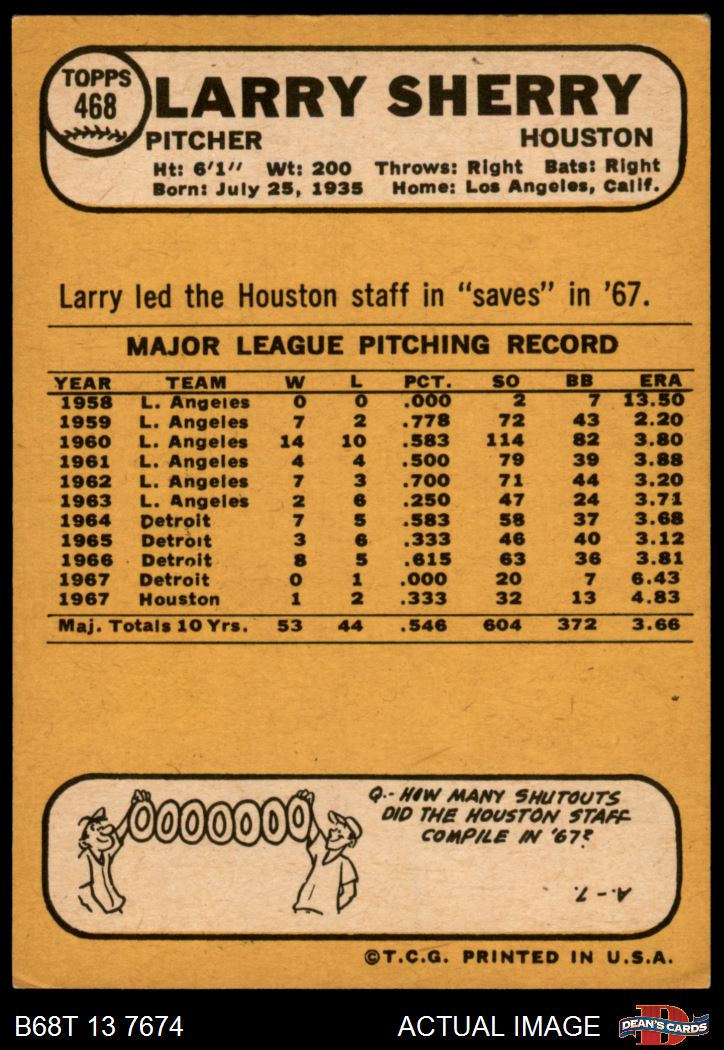 TOPPS
468
LARRY SHERRY
PITCHER HOUSTON
Ht: 6'1" Wt: 200 Throws: Right Bats: Right
Born: July 25, 1935 Home: Los Angeles, Calif.
Larry led the Houston staff in "saves" in '67.
MAJOR LEAGUE PITCHING RECORD
YEAR TEAM W L PCT. SO BB ERA
1958 L. Angeles 0 0 .000 2 7 13.50
1959 L. Angeles 7 2 .778 72 43 2.20
1960 L. Angeles 14 10 .583 114 82 3.80
1961 L. Angeles 4 4 .500 79 39 3.88
1962 L. Angeles 7 3 .700 71 44 3.20
1963 L. Angeles 2 6 .250 47 24 3.71
1964 Detroit 7 5 .583 58 37 3.68
1965 Detroit 3 6 .333 46 40 3.12
1966 Detroit 8 5 .615 63 36 3.81
1967 Detroit 0 1 .000 20 7 6.43
1967 Houston 1 2 .333 32 13 4.83
Maj. Totals 10 Yrs. 53 44 .546 604 372 3.66
0000000
Q.- HOW MANY SHUTOUTS
DID THE HOUSTON STAFF
COMPILE IN '67?
A.-7.
©T.C.G. PRINTED IN U.S.A.
B68T 13 7674 ACTUAL IMAGE
D
DEAN'S CARDS